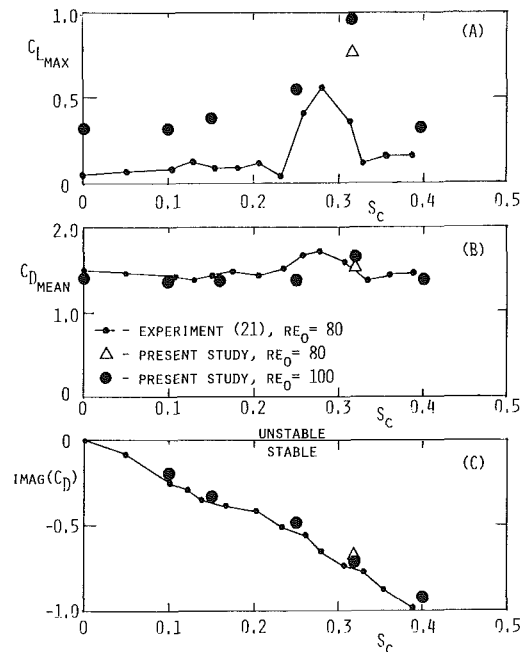 1.0
(A)
C_L MAX
0.5
0
0 0.1 0.2 0.3 0.4 0.5
S_C
2.0
(B)
C_D MEAN
1.0
- EXPERIMENT (21), RE_0= 80
△ - PRESENT STUDY, RE_0= 80
● - PRESENT STUDY, RE_0= 100
0
0 0.1 0.2 0.3 0.4 0.5
S_C
UNSTABLE
STABLE
0
(C)
IMAG(C_D)
-0.5
-1.0
0 0.1 0.2 0.3 0.4 0.5
S_C